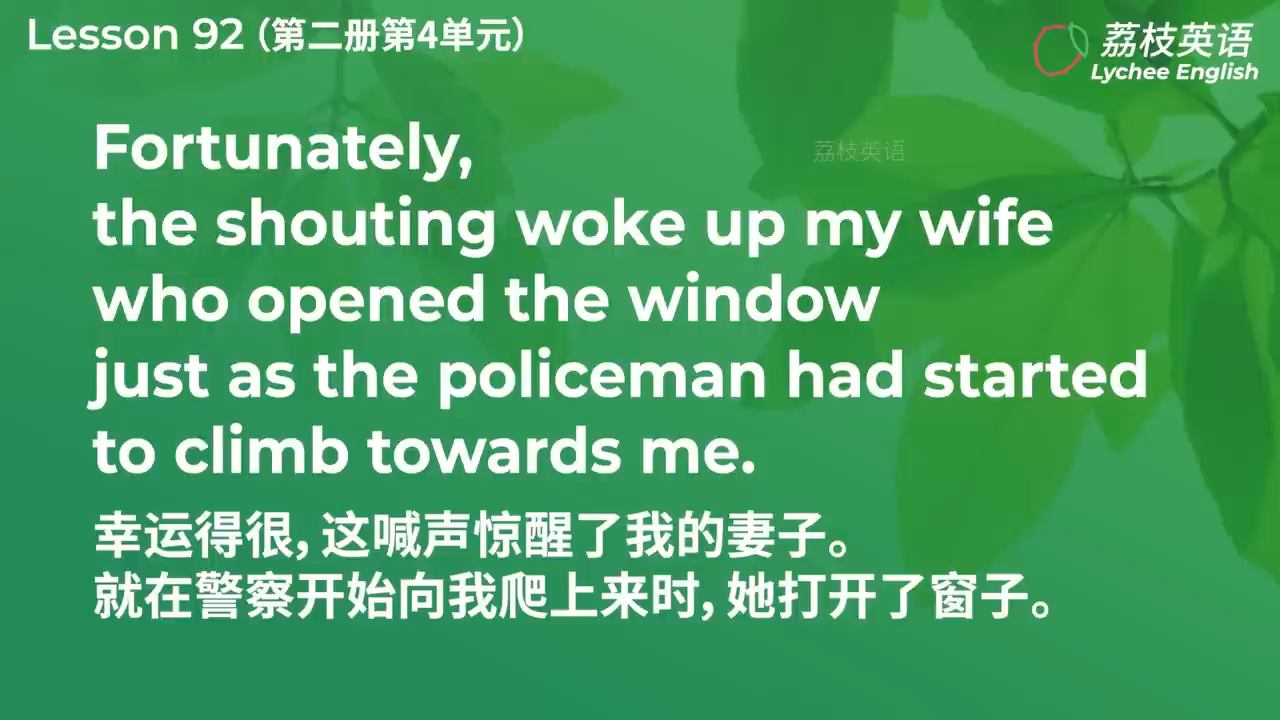 Lesson 92（第二册第4单元）
荔枝英语
Lychee English
荔枝英语
Fortunately,
the shouting woke up my wife
who opened the window
just as the policeman had started
to climb towards me.
幸运得很，这喊声惊醒了我的妻子。
就在警察开始向我爬上来时，她打开了窗子。